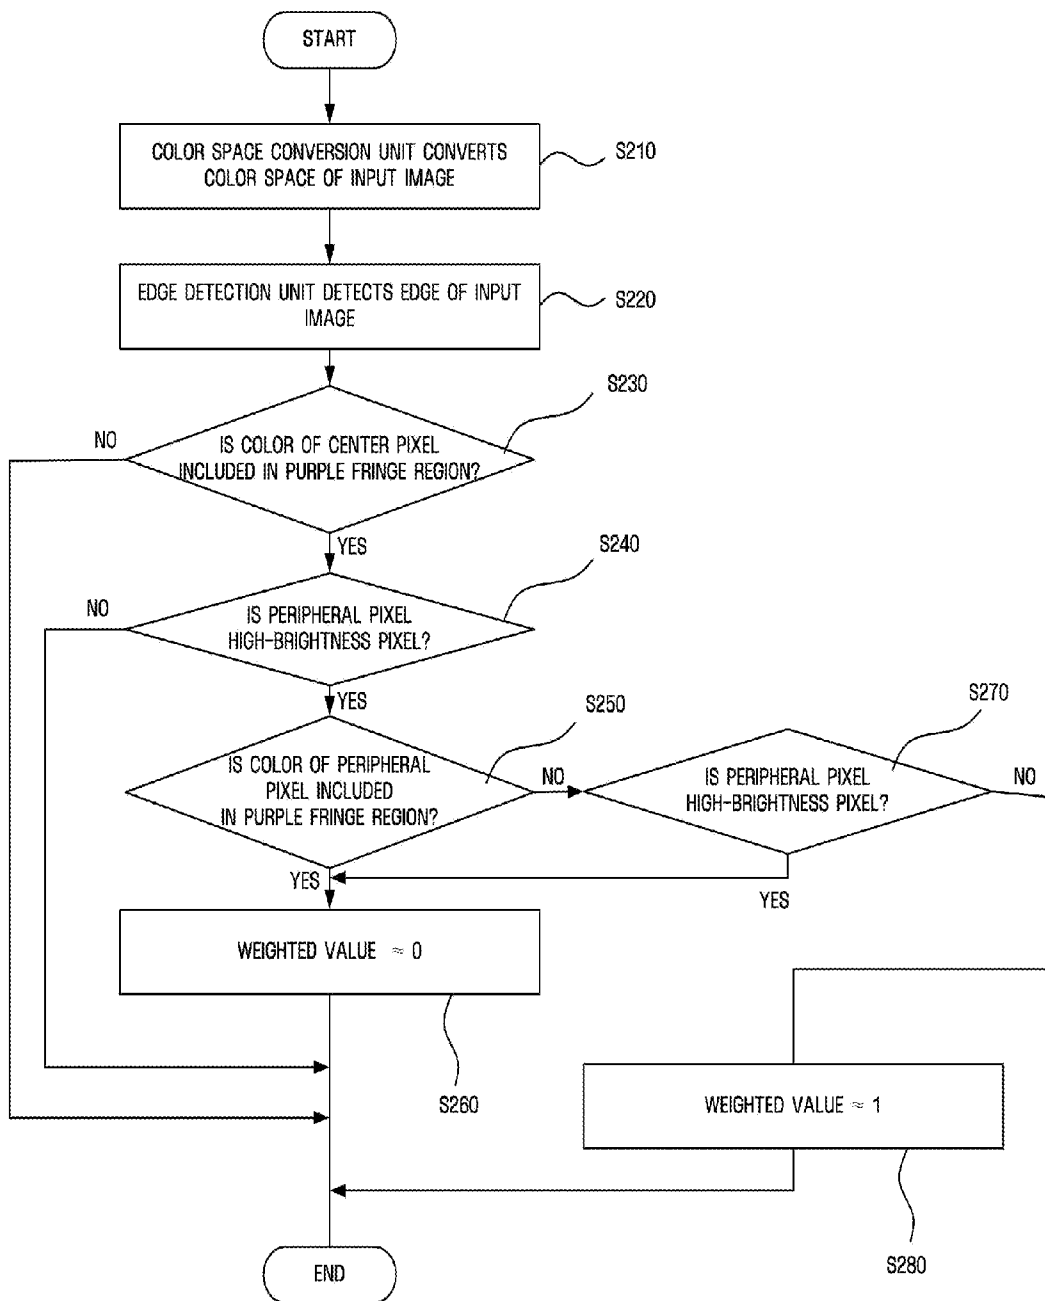 START
COLOR SPACE CONVERSION UNIT CONVERTS
COLOR SPACE OF INPUT IMAGE
S210
EDGE DETECTION UNIT DETECTS EDGE OF INPUT
IMAGE
S220
S230
NO
IS COLOR OF CENTER PIXEL
INCLUDED IN PURPLE FRINGE REGION?
YES
S240
NO
IS PERIPHERAL PIXEL
HIGH-BRIGHTNESS PIXEL?
YES
S250
S270
IS COLOR OF PERIPHERAL
PIXEL INCLUDED
IN PURPLE FRINGE REGION?
NO
IS PERIPHERAL PIXEL
HIGH-BRIGHTNESS PIXEL?
NO
YES
YES
WEIGHTED VALUE ≈ 0
S260
WEIGHTED VALUE ≈ 1
S280
END